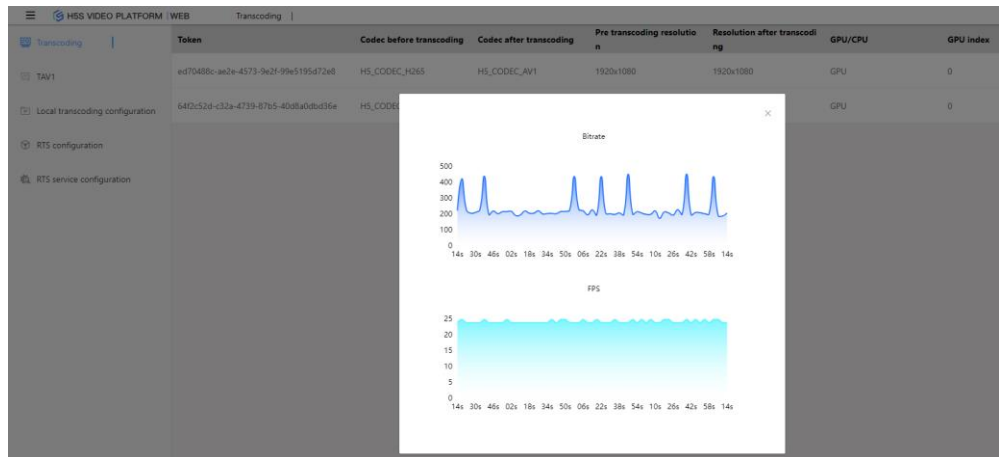 H5S VIDEO PLATFORM | WEB
Transcoding |
Transcoding
TAV1
Local transcoding configuration
RTS configuration
RTS service configuration
Token
Codec before transcoding
Codec after transcoding
Pre transcoding resolutio
n
Resolution after transcodi
ng
GPU/CPU
GPU index
ed70488c-ae2e-4573-9e2f-99e5195d72e8
H5_CODEC_H265
H5_CODEC_AV1
1920x1080
1920x1080
GPU
0
64f2c52d-c32a-4739-87b5-40d8a0dbd36e
H5_CODEC
GPU
0
Bitrate
500
400
300
200
100
0
14s 30s 46s 02s 18s 34s 50s 06s 22s 38s 54s 10s 26s 42s 58s 14s
FPS
25
20
15
10
5
0
14s 30s 46s 02s 18s 34s 50s 06s 22s 38s 54s 10s 26s 42s 58s 14s